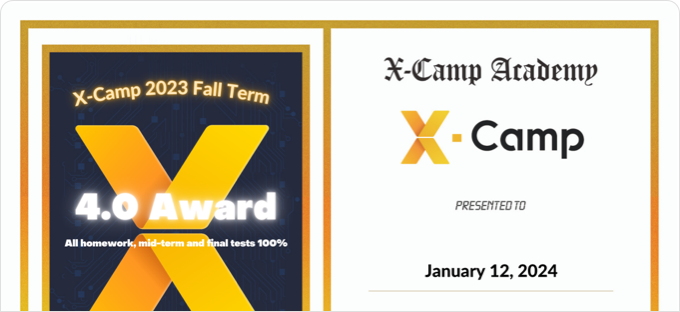 X-Camp 2023 Fall Term
4.0 Award
All homework, mid-term and final tests 100%
X-Camp Academy
X-Camp
PRESENTED TO
January 12, 2024